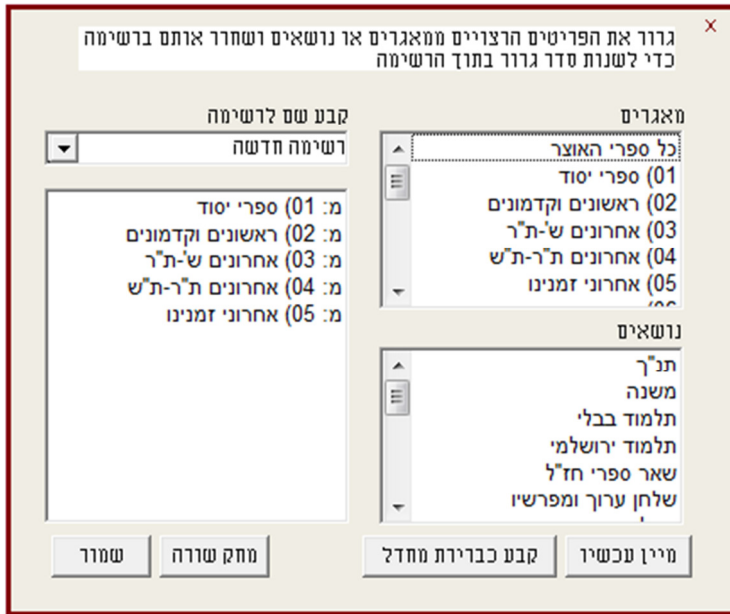 x
גרור את הפריטים הרצויים ממאגרים או נושאים ושחרר אותם ברשימה
כדי לשנות סדר גרור בתוך הרשימה
מאגרים
כל ספרי האוצר
01) ספרי יסוד
02) ראשונים וקדמונים
03) אחרונים ש'-ת"ר
04) אחרונים ת"ר-ת"ש
05) אחרוני זמנינו
נושאים
תנ"ך
משנה
תלמוד בבלי
תלמוד ירושלמי
שאר ספרי חז"ל
שלחן ערוך ומפרשיו
קבע שם לרשימה
רשימה חדשה
מ: 01) ספרי יסוד
מ: 02) ראשונים וקדמונים
מ: 03) אחרונים ש'-ת"ר
מ: 04) אחרונים ת"ר-ת"ש
מ: 05) אחרוני זמנינו
מיין עכשיו
קבע כברירת מחדל
מחק שורה
שמור